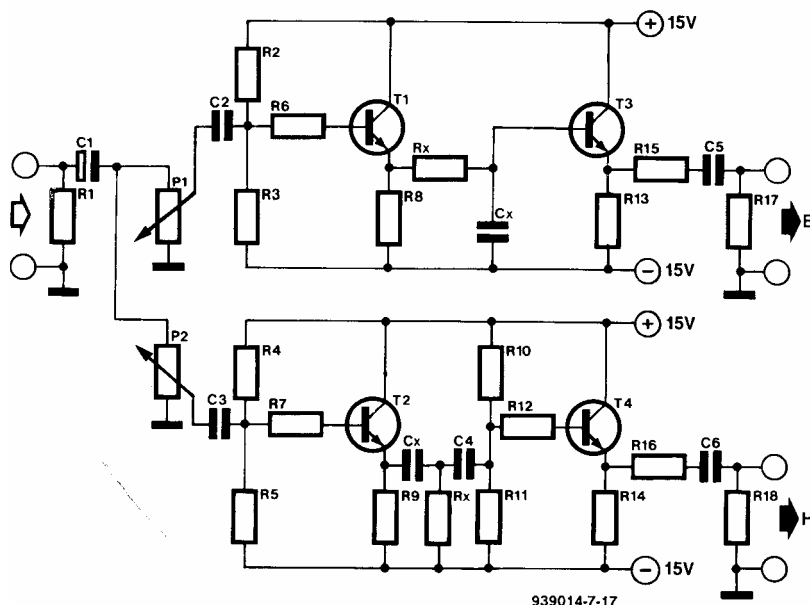 + 15V
R2
C2
R6
T1
T3
C1
Rx
R15
C5
R1
P1
R3
R8
Cx
R13
R17
B
− 15V
+ 15V
P2
R4
R10
C3
R7
T2
R12
T4
Cx
C4
R16
C6
R5
R9
Rx
R11
R14
R18
H
− 15V
939014-7-17